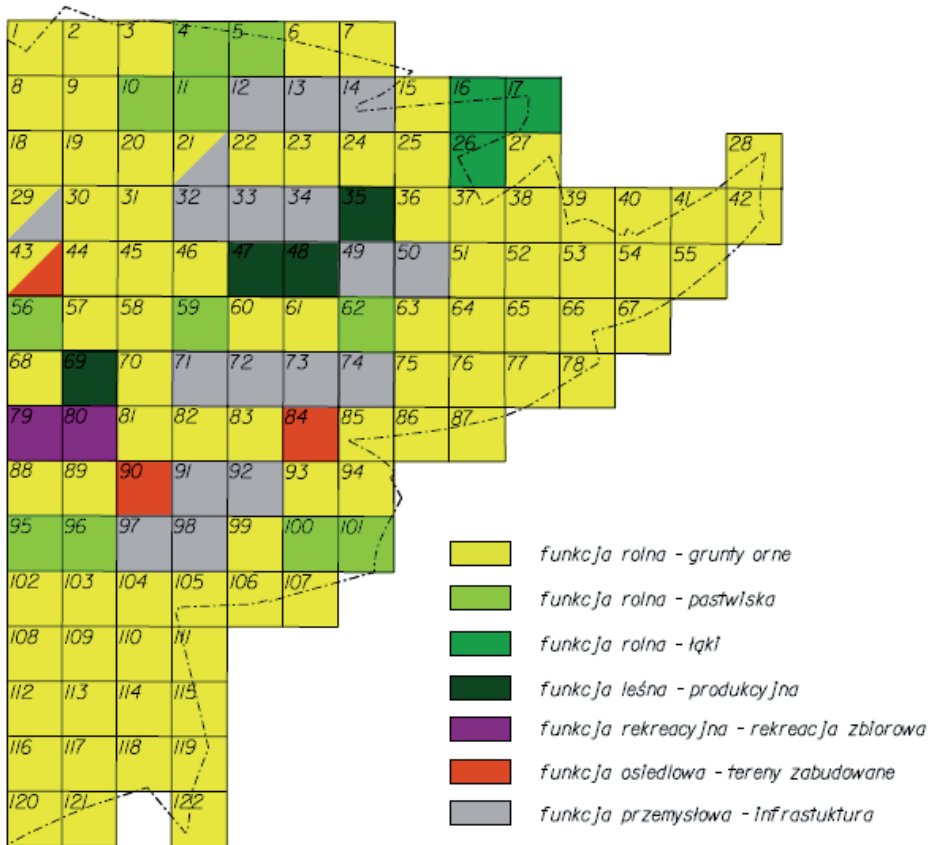 1 2 3 4 5 6 7
8 9 10 11 12 13 14 15 16 17
18 19 20 21 22 23 24 25 26 27 28
29 30 31 32 33 34 35 36 37 38 39 40 41 42
43 44 45 46 47 48 49 50 51 52 53 54 55
56 57 58 59 60 61 62 63 64 65 66 67
68 69 70 71 72 73 74 75 76 77 78
79 80 81 82 83 84 85 86 87
88 89 90 91 92 93 94
95 96 97 98 99 100 101
102 103 104 105 106 107
108 109 110 111
112 113 114 115
116 117 118 119
120 121 122
funkcja rolna - grunty orne
funkcja rolna - pastwiska
funkcja rolna - łąki
funkcja leśna - produkcyjna
funkcja rekreacyjna - rekreacja zbiorowa
funkcja osiedlowa - tereny zabudowane
funkcja przemysłowa - infrastuktura